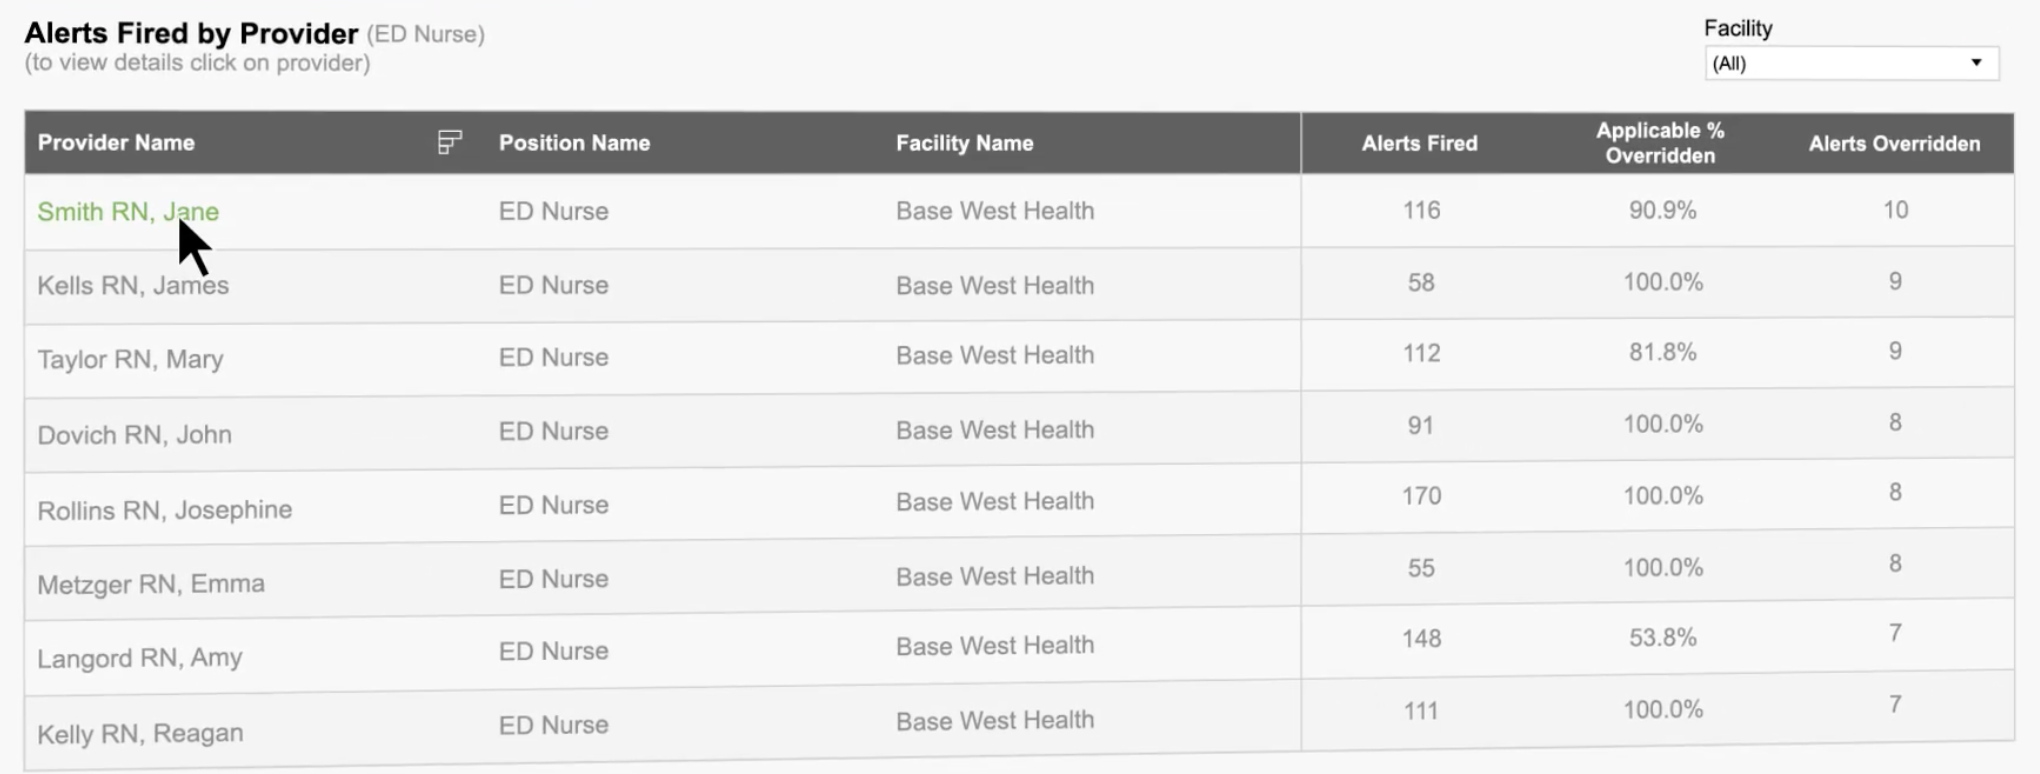 Alerts Fired by Provider (ED Nurse)
(to view details click on provider)
Facility
(All)
Provider Name Position Name Facility Name Alerts Fired Applicable % Overridden Alerts Overridden
Smith RN, Jane ED Nurse Base West Health 116 90.9% 10
Kells RN, James ED Nurse Base West Health 58 100.0% 9
Taylor RN, Mary ED Nurse Base West Health 112 81.8% 9
Dovich RN, John ED Nurse Base West Health 91 100.0% 8
Rollins RN, Josephine ED Nurse Base West Health 170 100.0% 8
Metzger RN, Emma ED Nurse Base West Health 55 100.0% 8
Langord RN, Amy ED Nurse Base West Health 148 53.8% 7
Kelly RN, Reagan ED Nurse Base West Health 111 100.0% 7